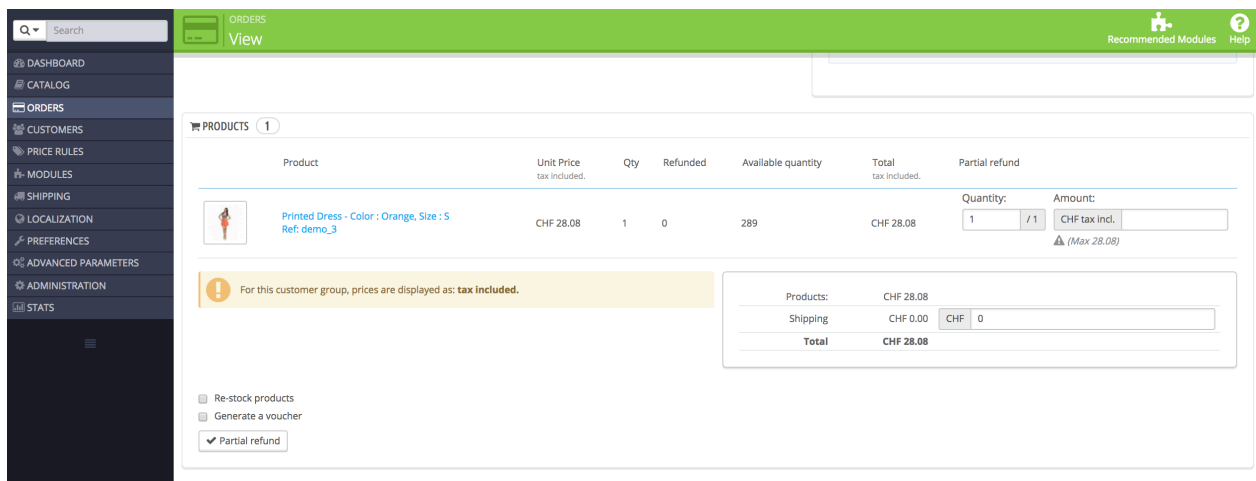 Search
ORDERS
View
Recommended Modules
Help
DASHBOARD
CATALOG
ORDERS
CUSTOMERS
PRICE RULES
MODULES
SHIPPING
LOCALIZATION
PREFERENCES
ADVANCED PARAMETERS
ADMINISTRATION
STATS
PRODUCTS 1
Product Unit Price Qty Refunded Available quantity Total Partial refund
tax included. tax included.
Quantity: Amount:
Printed Dress - Color : Orange, Size : S
Ref: demo_3
CHF 28.08 1 0 289 CHF 28.08 1 / 1 CHF tax incl.
(Max 28.08)
For this customer group, prices are displayed as: tax included.
Products: CHF 28.08
Shipping CHF 0.00 CHF 0
Total CHF 28.08
Re-stock products
Generate a voucher
Partial refund